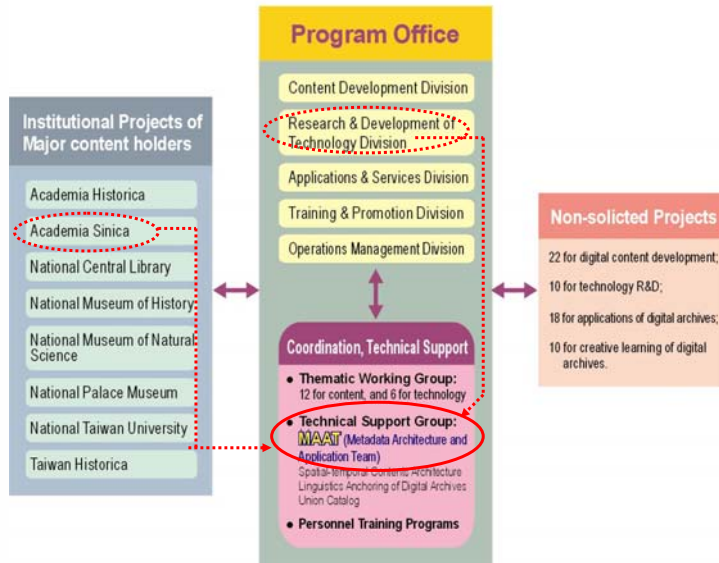 Institutional Projects of
Major content holders
Academia Historica
Academia Sinica
National Central Library
National Museum of History
National Museum of Natural
Science
National Palace Museum
National Taiwan University
Taiwan Historica
Program Office
Content Development Division
Research & Development of
Technology Division
Applications & Services Division
Training & Promotion Division
Operations Management Division
Coordination, Technical Support
• Thematic Working Group:
12 for content, and 6 for technology
• Technical Support Group:
MAAT (Metadata Architecture and
Application Team)
Spatial-temporal Contents Architecture
Linguistics Anchoring of Digital Archives
Union Catalog
• Personnel Training Programs
Non-solicted Projects
22 for digital content development;
10 for technology R&D;
18 for applications of digital archives;
10 for creative learning of digital
archives.